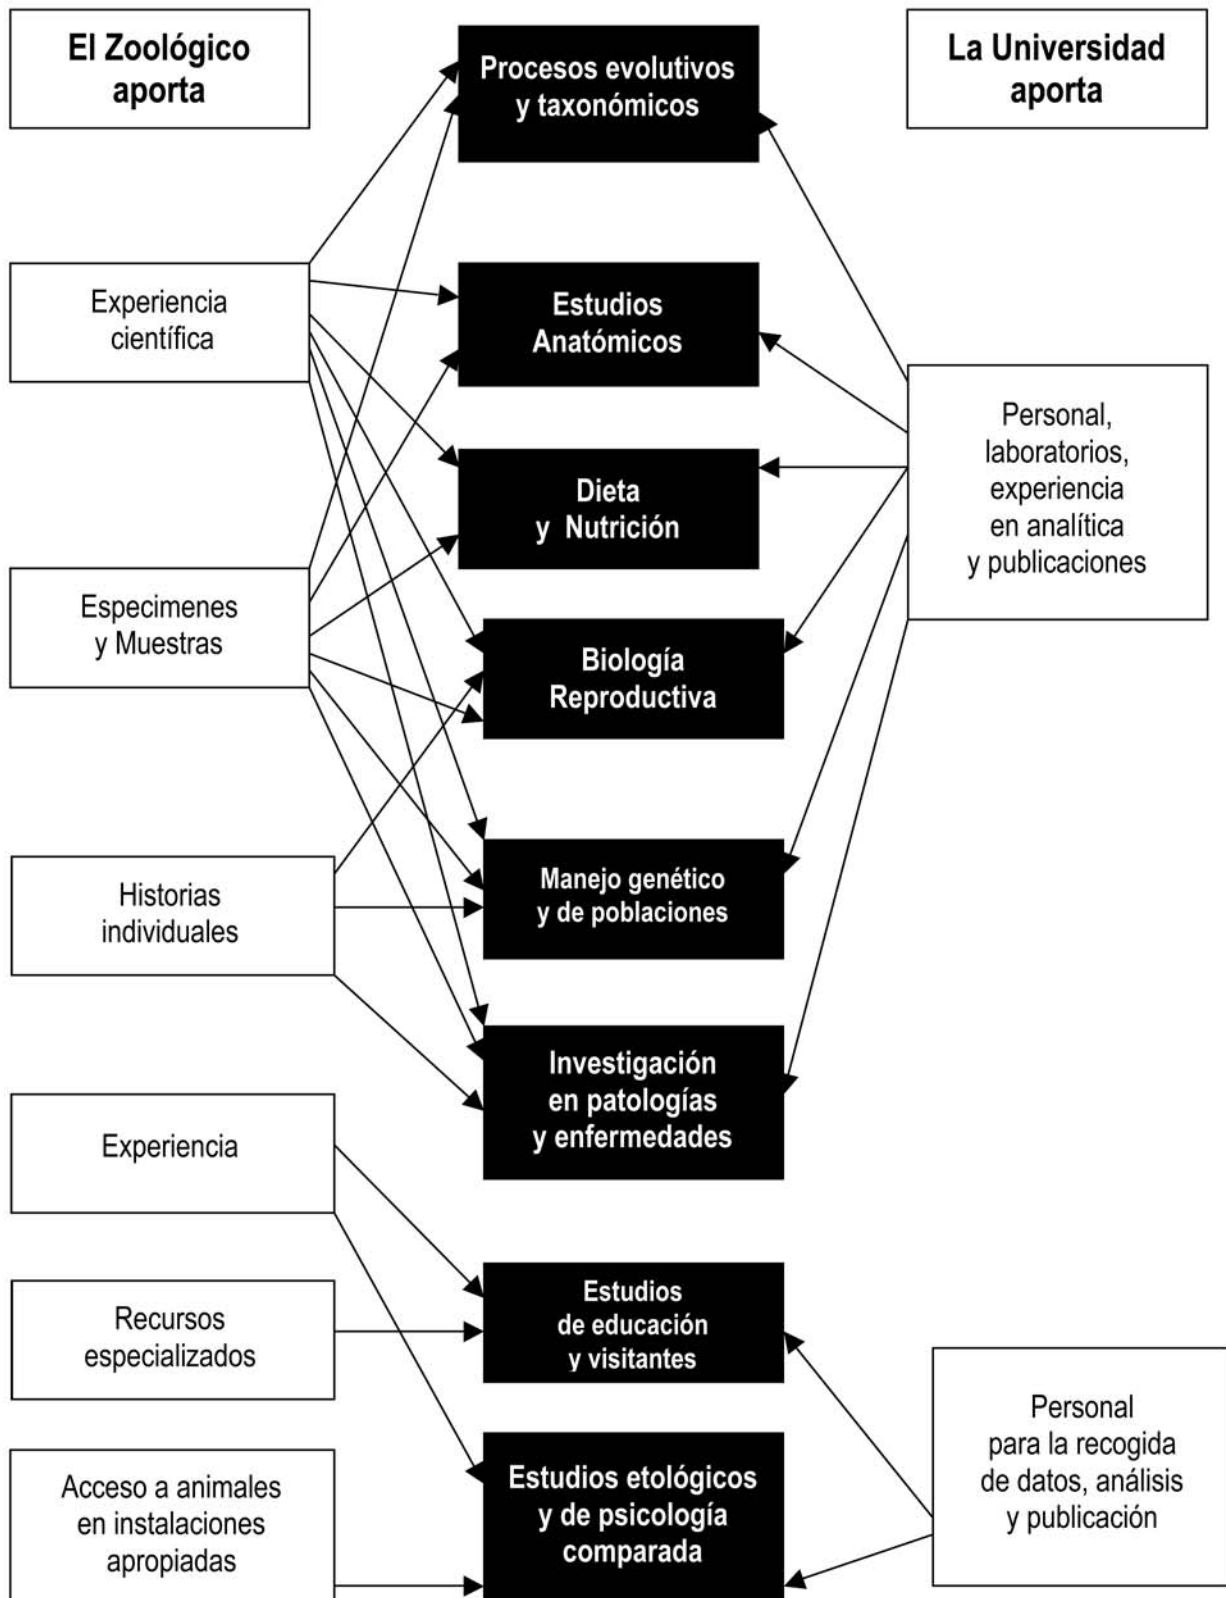 El Zoológico
aporta
Procesos evolutivos
y taxonómicos
La Universidad
aporta
Experiencia
científica
Estudios
Anatómicos
Personal,
laboratorios,
experiencia
en analítica
y publicaciones
Dieta
y Nutrición
Especimenes
y Muestras
Biología
Reproductiva
Historias
individuales
Manejo genético
y de poblaciones
Investigación
en patologías
y enfermedades
Experiencia
Recursos
especializados
Estudios
de educación
y visitantes
Personal
para la recogida
de datos, análisis
y publicación
Acceso a animales
en instalaciones
apropiadas
Estudios etológicos
y de psicología
comparada